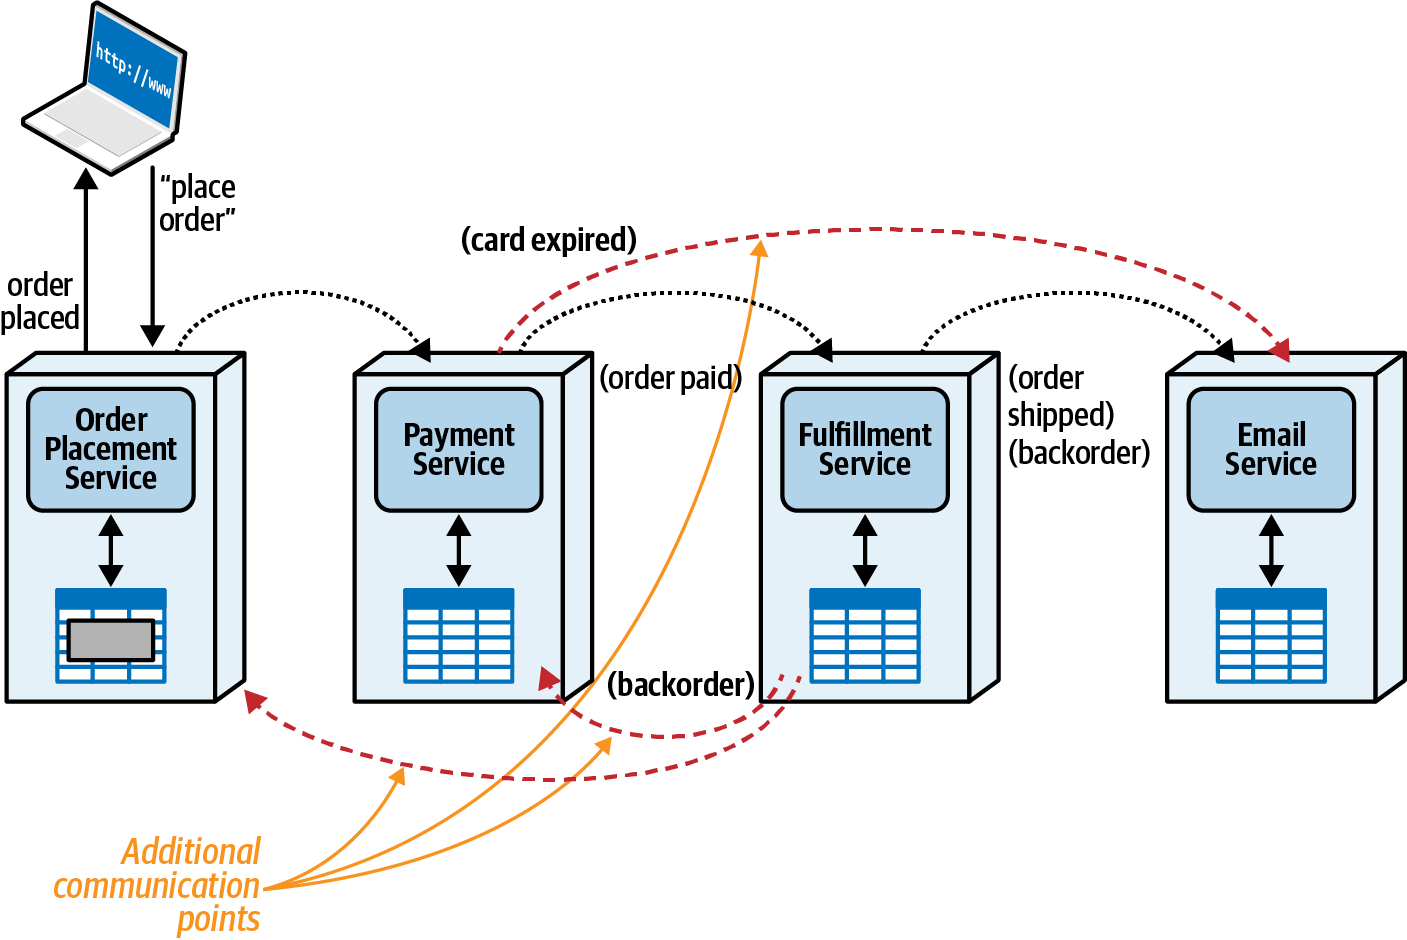 http://www
“place
order”
order
placed
(card expired)
(order paid)
(order
shipped)
(backorder)
Order
Placement
Service
Payment
Service
Fulfillment
Service
Email
Service
(backorder)
Additional
communication
points